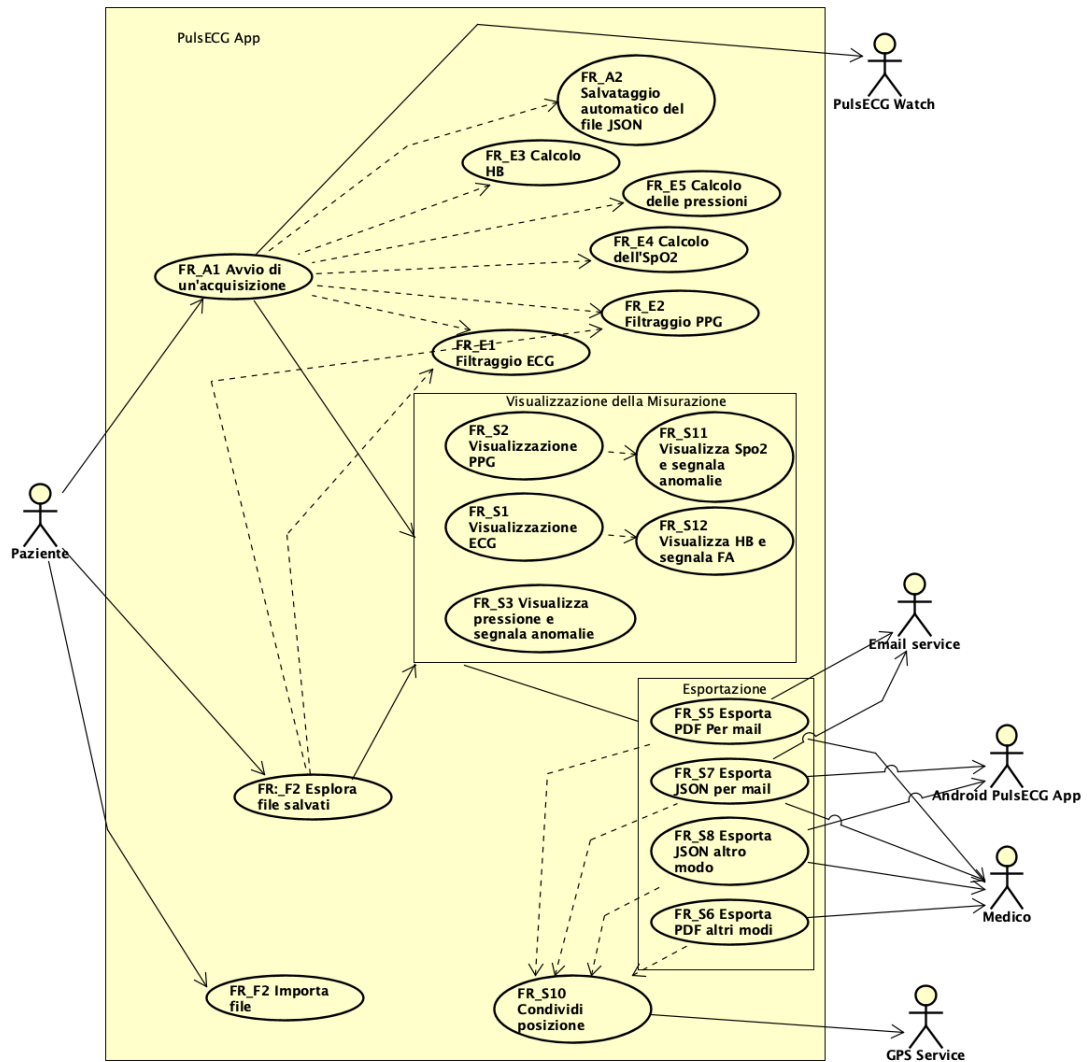 PulsECG App
PulsECG Watch
FR_A2
Salvataggio
automatico del
file JSON
FR_E3 Calcolo
HB
FR_E5 Calcolo
delle pressioni
FR_E4 Calcolo
dell'SpO2
FR_A1 Avvio di
un'acquisizione
FR_E2
Filtraggio PPG
FR_E1
Filtraggio ECG
Visualizzazione della Misurazione
FR_S2
Visualizzazione
PPG
FR_S11
Visualizza Spo2
e segnala
anomalie
FR_S1
Visualizzazione
ECG
FR_S12
Visualizza HB e
segnala FA
Paziente
FR_S3 Visualizza
pressione e
segnala anomalie
Email service
Esportazione
FR_S5 Esporta
PDF Per mail
FR_S7 Esporta
JSON per mail
Android PulsECG App
FR:_F2 Esplora
file salvati
FR_S8 Esporta
JSON altro
modo
Medico
FR_S6 Esporta
PDF altri modi
FR_F2 Importa
file
FR_S10
Condividi
posizione
GPS Service